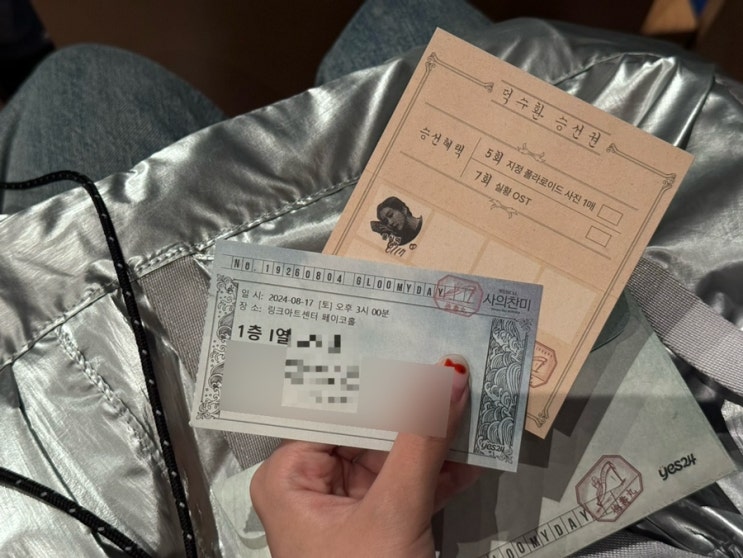 덕수환 승선권
승선혜택
5회 지정 폴라로이드 사진 1매
7회 실황 OST
No. 19260804 GLOOMYDAY
사의찬미
일 시: 2024-08-17 (토) 오후 3시 00분
장 소: 링크아트센터 페이코홀
1층 I열
yes24
yes24
OOMYDAY